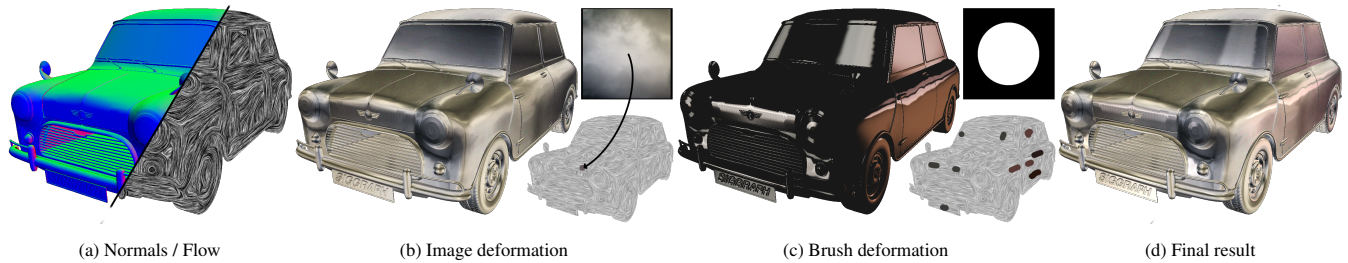 SIGGRAPH
SIGGRAPH
SIGGRAPH
(a) Normals / Flow
(b) Image deformation
(c) Brush deformation
(d) Final result